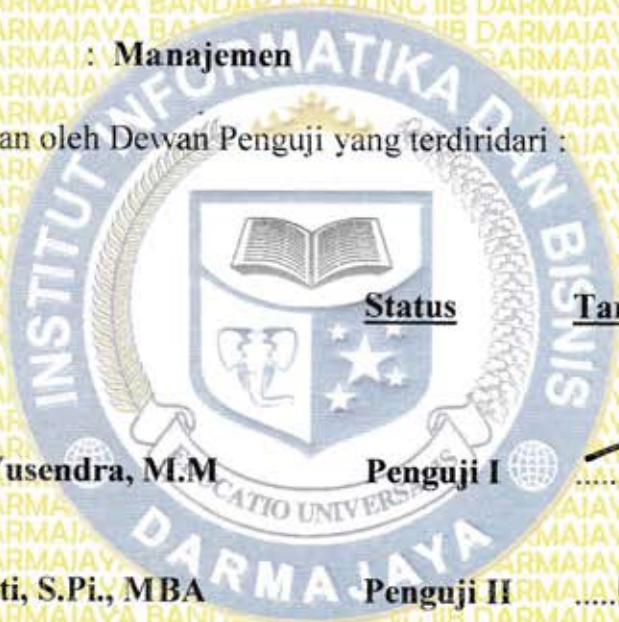 : Manajemen
an oleh Dewan Penguji yang terdiridari :
INSTITUT INFORMATIKA DAN BISNIS
Status
Yusendra, M.M Penguji I .....
UNIVERSALIS
DARMAJAYA
ti, S.Pi., MBA Penguji II .....